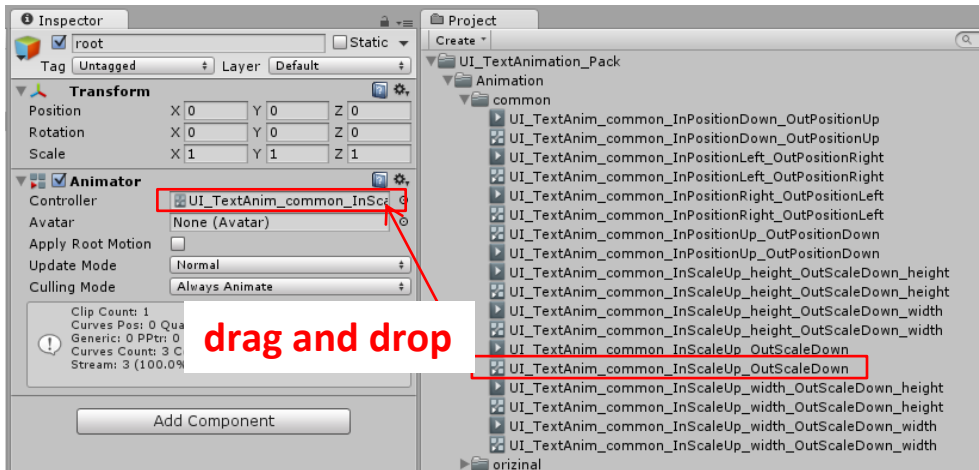 Inspector
root
Static
Tag Untagged Layer Default
Transform
Position X 0 Y 0 Z 0
Rotation X 0 Y 0 Z 0
Scale X 1 Y 1 Z 1
Animator
Controller UI_TextAnim_common_InSca
Avatar None (Avatar)
Apply Root Motion
Update Mode Normal
Culling Mode Always Animate
Clip Count: 1
Curves Pos: 0 Qua
Generic: 0 PPtr: 0
Curves Count: 3 C
Stream: 3 (100.0%
drag and drop
Add Component
Project
Create
UI_TextAnimation_Pack
Animation
common
UI_TextAnim_common_InPositionDown_OutPositionUp
UI_TextAnim_common_InPositionDown_OutPositionUp
UI_TextAnim_common_InPositionLeft_OutPositionRight
UI_TextAnim_common_InPositionLeft_OutPositionRight
UI_TextAnim_common_InPositionRight_OutPositionLeft
UI_TextAnim_common_InPositionRight_OutPositionLeft
UI_TextAnim_common_InPositionUp_OutPositionDown
UI_TextAnim_common_InPositionUp_OutPositionDown
UI_TextAnim_common_InScaleUp_height_OutScaleDown_height
UI_TextAnim_common_InScaleUp_height_OutScaleDown_height
UI_TextAnim_common_InScaleUp_height_OutScaleDown_width
UI_TextAnim_common_InScaleUp_height_OutScaleDown_width
UI_TextAnim_common_InScaleUp_OutScaleDown
UI_TextAnim_common_InScaleUp_OutScaleDown
UI_TextAnim_common_InScaleUp_width_OutScaleDown_height
UI_TextAnim_common_InScaleUp_width_OutScaleDown_height
UI_TextAnim_common_InScaleUp_width_OutScaleDown_width
UI_TextAnim_common_InScaleUp_width_OutScaleDown_width
orizinal